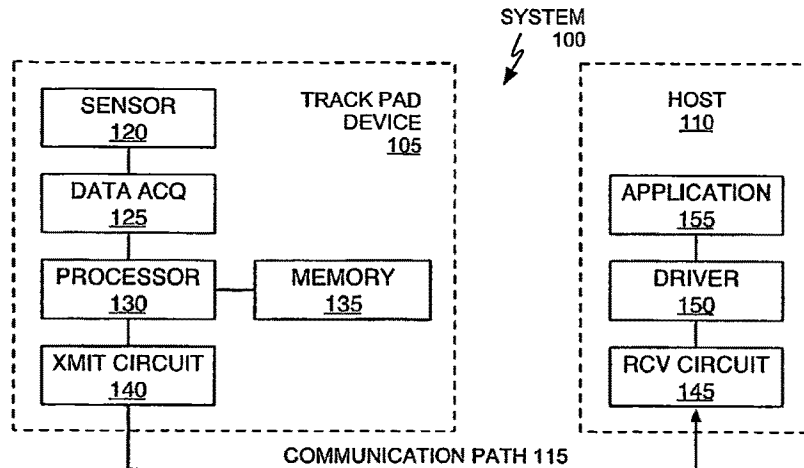 SYSTEM
100
TRACK PAD
DEVICE
105
SENSOR
120
DATA ACQ
125
PROCESSOR
130
MEMORY
135
XMIT CIRCUIT
140
HOST
110
APPLICATION
155
DRIVER
150
RCV CIRCUIT
145
COMMUNICATION PATH 115